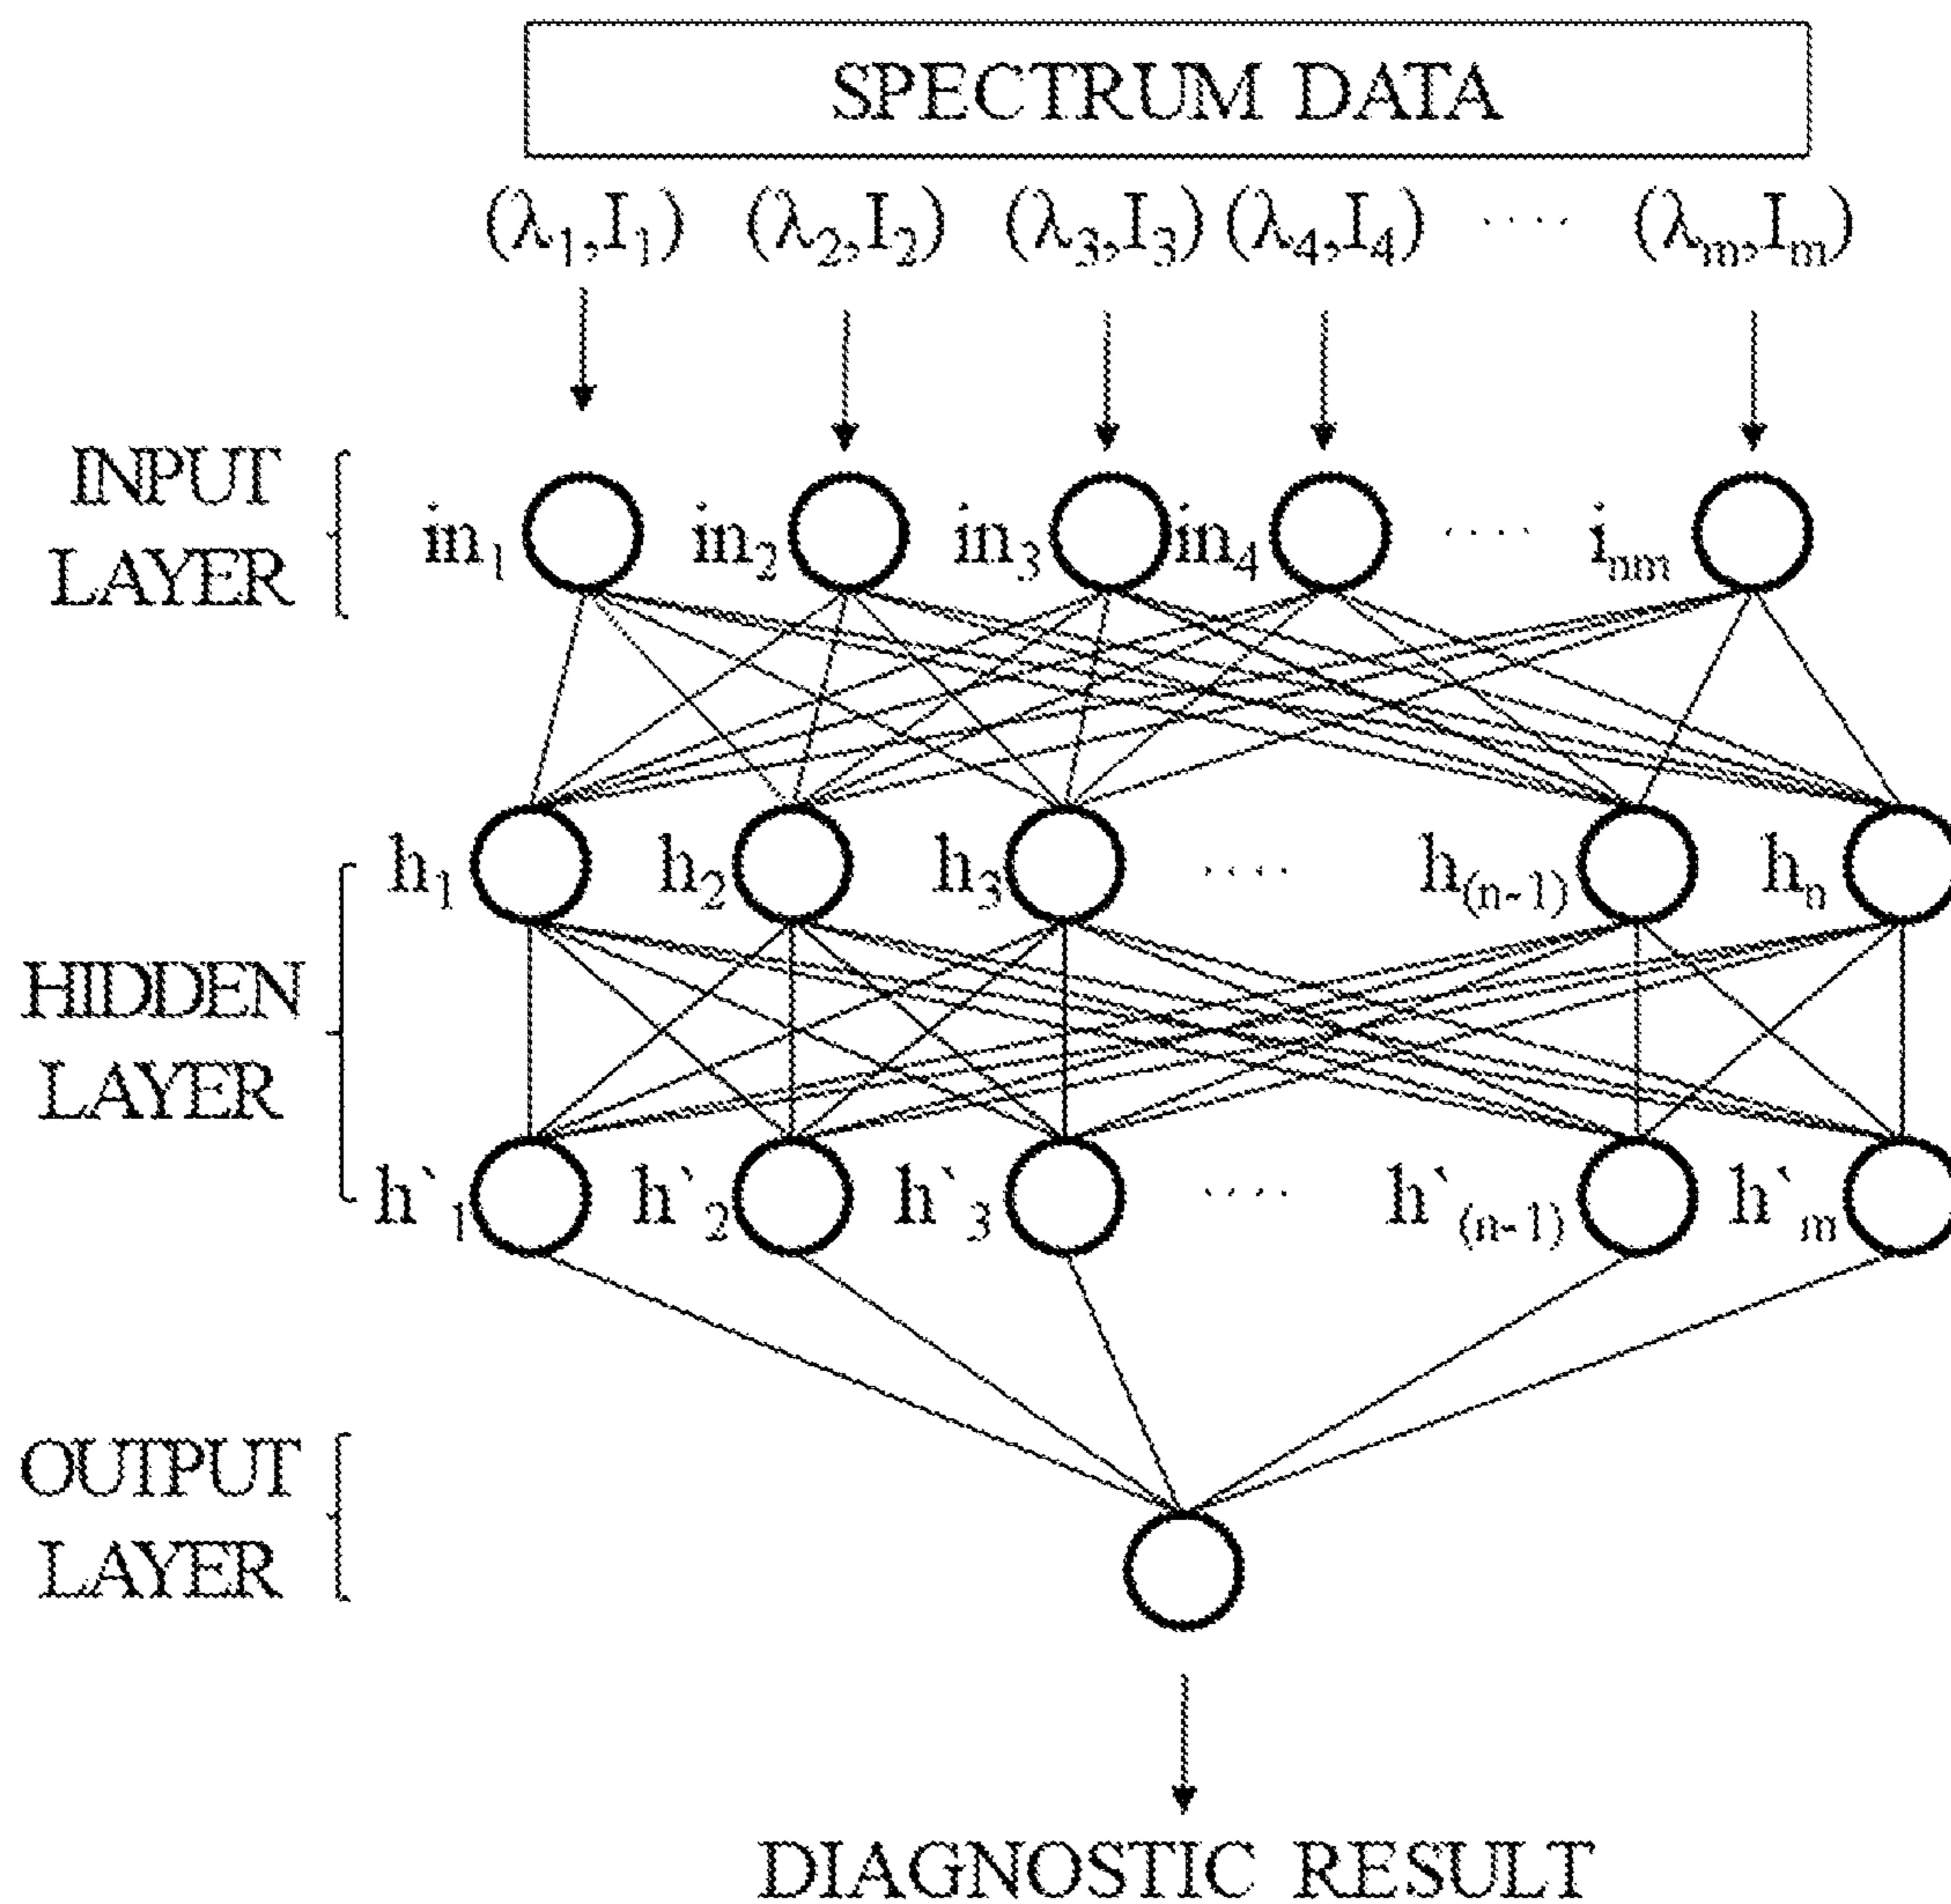 SPECTRUM DATA
(λ₁,I₁) (λ₂,I₂) (λ₃,I₃) (λ₄,I₄) ···· (λₘ,Iₘ)
INPUT
LAYER
in₁ in₂ in₃ in₄ ···· iₙₘ
h₁ h₂ h₃ ···· h₍ₙ₋₁₎ hₙ
HIDDEN
LAYER
h`₁ h`₂ h`₃ ···· h`₍ₙ₋₁₎ h`ₘ
OUTPUT
LAYER
DIAGNOSTIC RESULT